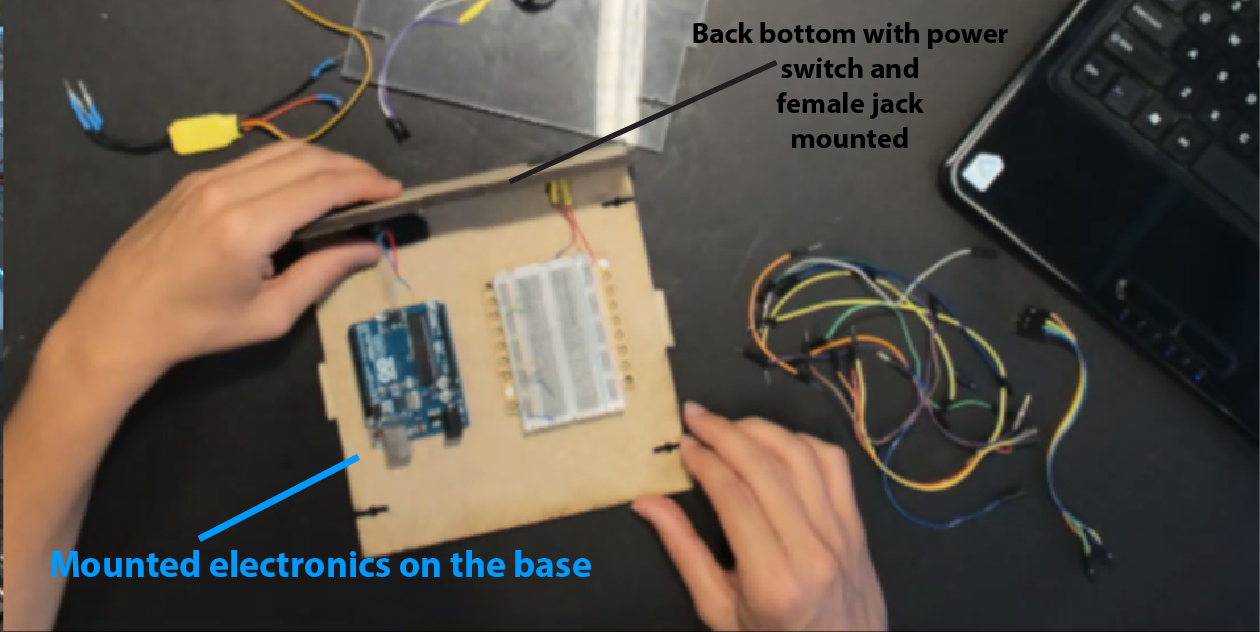 Back bottom with power
switch and
female jack
mounted
Mounted electronics on the base